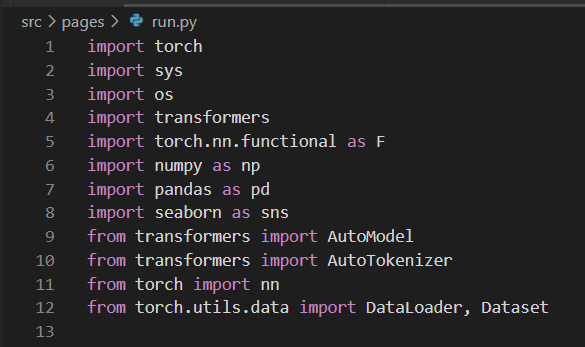 src > pages > run.py
1 import torch
2 import sys
3 import os
4 import transformers
5 import torch.nn.functional as F
6 import numpy as np
7 import pandas as pd
8 import seaborn as sns
9 from transformers import AutoModel
10 from transformers import AutoTokenizer
11 from torch import nn
12 from torch.utils.data import DataLoader, Dataset
13